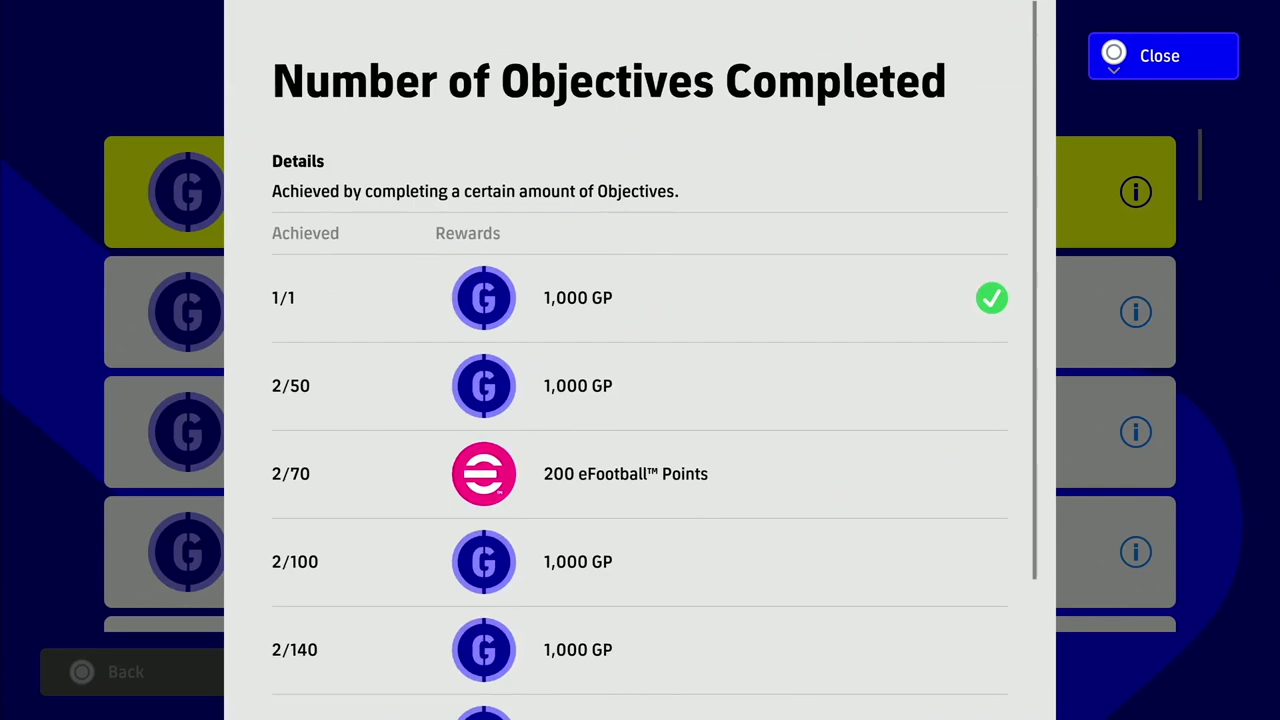 Close
Number of Objectives Completed
Details
Achieved by completing a certain amount of Objectives.
Achieved Rewards
1/1 1,000 GP
2/50 1,000 GP
2/70 200 eFootball™ Points
2/100 1,000 GP
2/140 1,000 GP
Back